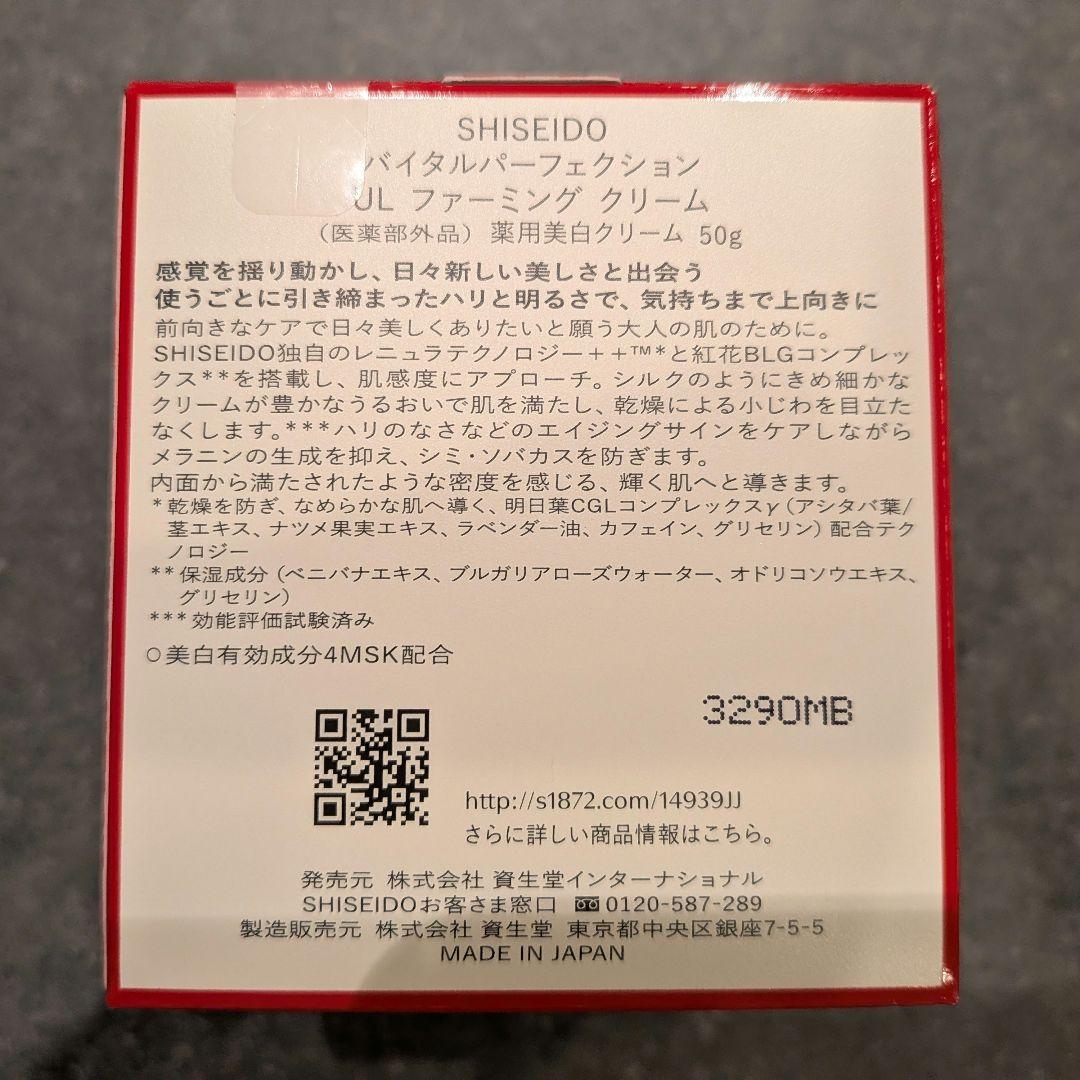 SHISEIDO
バイタルパーフェクション
UL ファーミング クリーム
（医薬部外品）薬用美白クリーム 50g
感覚を揺り動かし、日々新しい美しさと出会う
使うごとに引き締まったハリと明るさで、気持ちまで上向きに
前向きなケアで日々美しくありたいと願う大人の肌のために。
SHISEIDO独自のレニュラテクノロジー＋＋™*と紅花BLGコンプレッ
クス**を搭載し、肌感度にアプローチ。シルクのようにきめ細かな
クリームが豊かなうるおいで肌を満たし、乾燥による小じわを目立た
なくします。***ハリのなさなどのエイジングサインをケアしながら
メラニンの生成を抑え、シミ・ソバカスを防ぎます。
内面から満たされたような密度を感じる、輝く肌へと導きます。
*乾燥を防ぎ、なめらかな肌へ導く、明日葉CGLコンプレックスγ（アシタバ葉/
茎エキス、ナツメ果実エキス、ラベンダー油、カフェイン、グリセリン）配合テク
ノロジー
**保湿成分（ベニバナエキス、ブルガリアローズウォーター、オドリコソウエキス、
グリセリン）
***効能評価試験済み
○美白有効成分4MSK配合
3290MB
http://s1872.com/14939JJ
さらに詳しい商品情報はこちら。
発売元 株式会社 資生堂インターナショナル
SHISEIDOお客さま窓口 0120-587-289
製造販売元 株式会社 資生堂 東京都中央区銀座7-5-5
MADE IN JAPAN